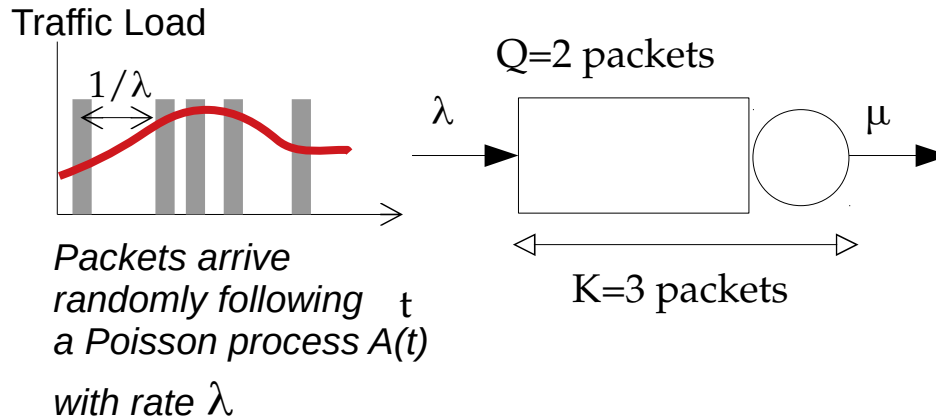 Traffic Load
1/λ
Packets arrive
randomly following
a Poisson process A(t)
with rate λ
t
Q=2 packets
λ
μ
K=3 packets